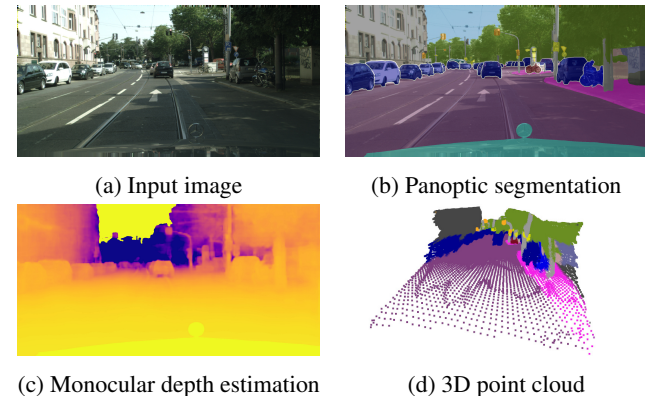 (a) Input image
(b) Panoptic segmentation
(c) Monocular depth estimation
(d) 3D point cloud